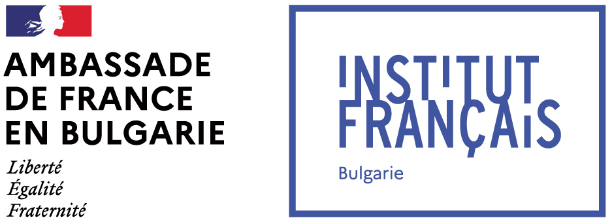 AMBASSADE
DE FRANCE
EN BULGARIE
Liberté
Égalité
Fraternité
INSTITUT
FRANÇAIS
Bulgarie